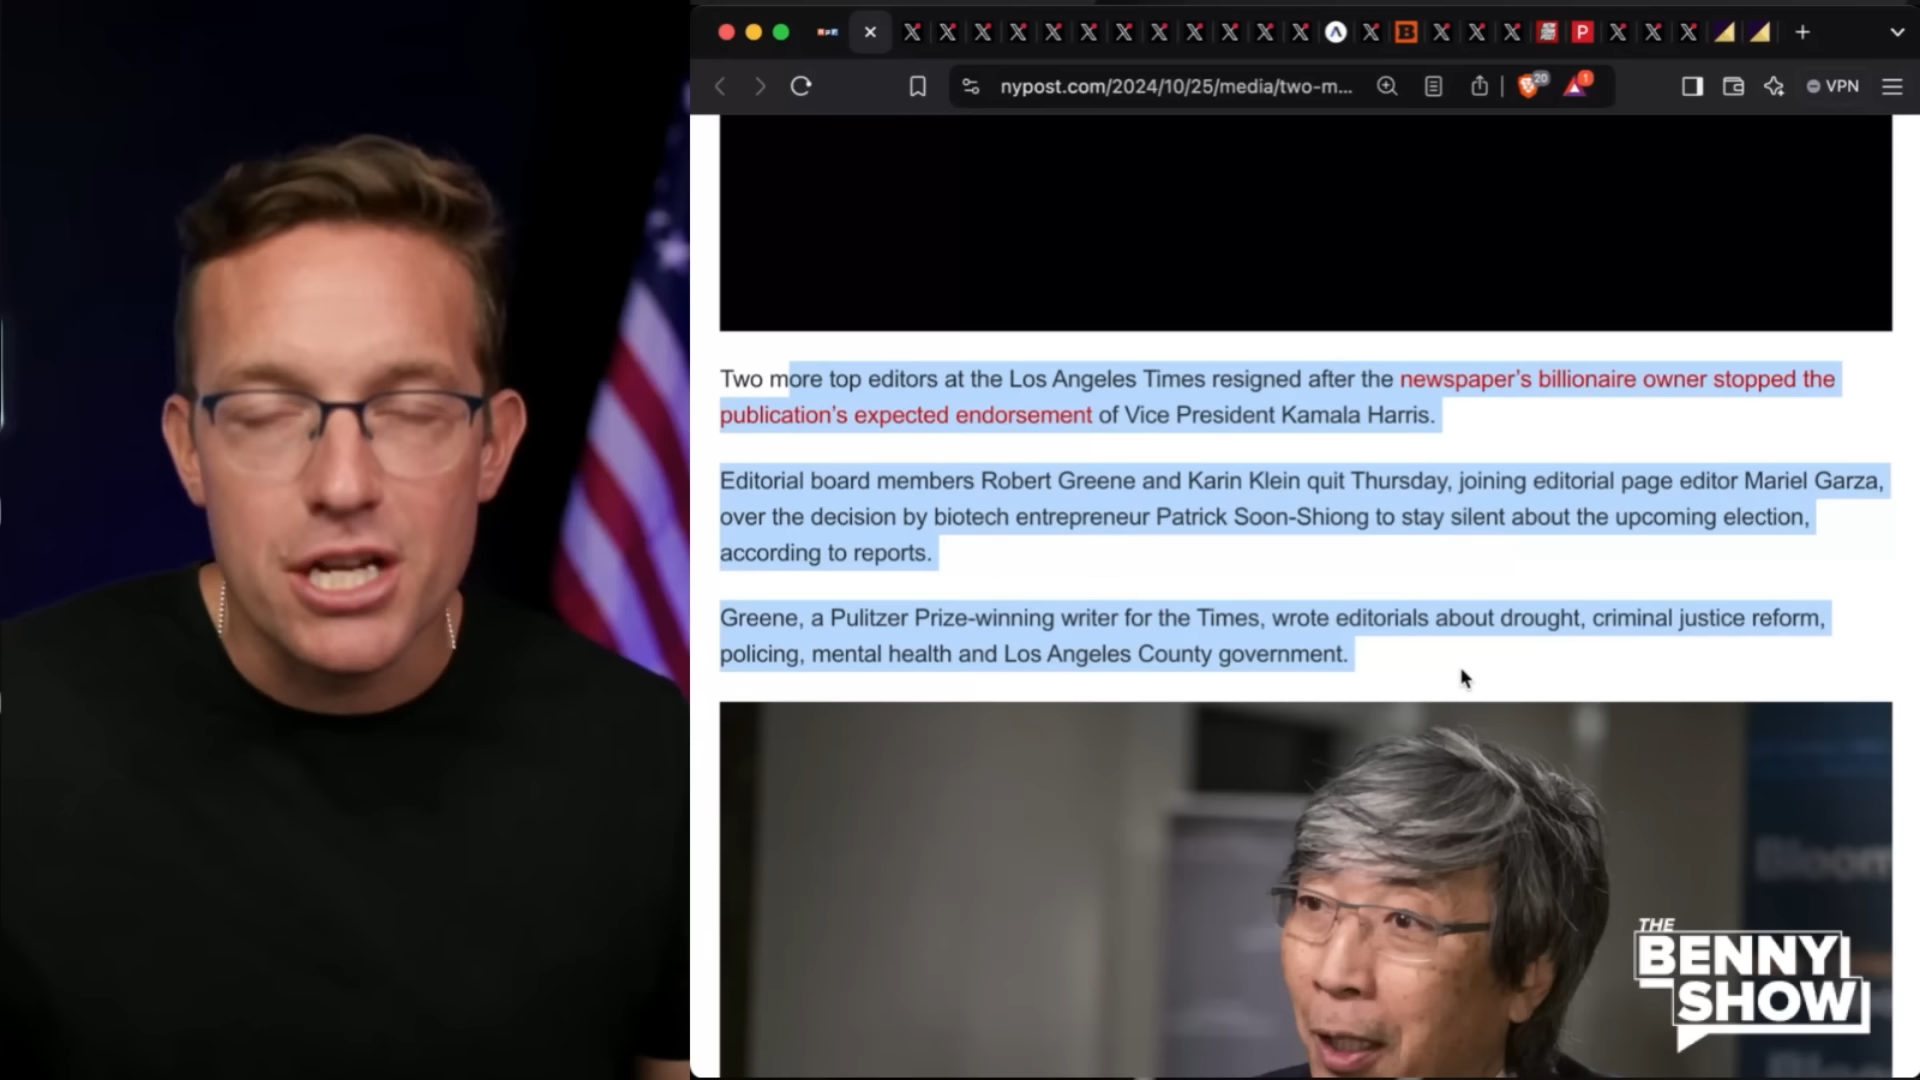 nypost.com/2024/10/25/media/two-m...
20
1
VPN
Two more top editors at the Los Angeles Times resigned after the newspaper's billionaire owner stopped the
publication's expected endorsement of Vice President Kamala Harris.
Editorial board members Robert Greene and Karin Klein quit Thursday, joining editorial page editor Mariel Garza,
over the decision by biotech entrepreneur Patrick Soon-Shiong to stay silent about the upcoming election,
according to reports.
Greene, a Pulitzer Prize-winning writer for the Times, wrote editorials about drought, criminal justice reform,
policing, mental health and Los Angeles County government.
Bloom
THE
BENNY
SHOW
Bloom